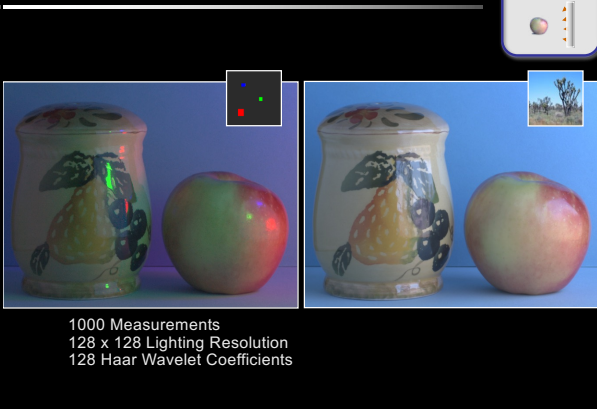 1000 Measurements
128 x 128 Lighting Resolution
128 Haar Wavelet Coefficients